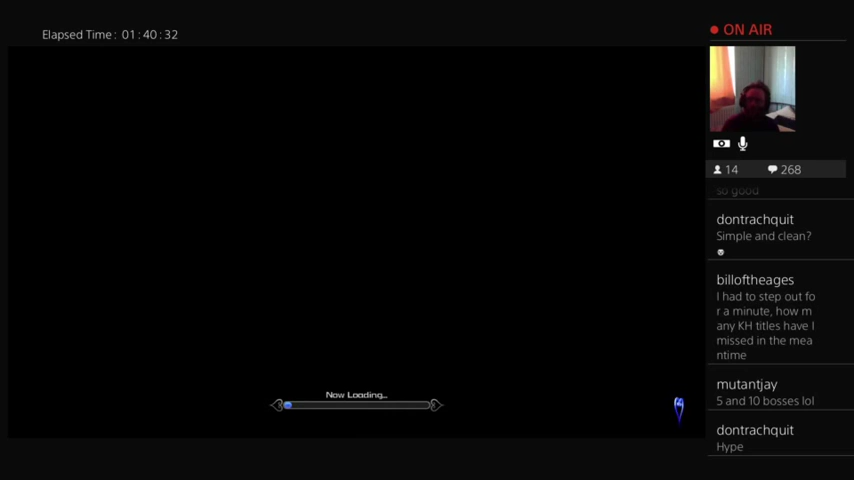 Elapsed Time: 01:40:32
ON AIR
14
268
so good
dontrachquit
Simple and clean?
billoftheages
I had to step out fo
r a minute, how m
any KH titles have I
missed in the mea
ntime
mutantjay
5 and 10 bosses lol
dontrachquit
Hype
Now Loading...